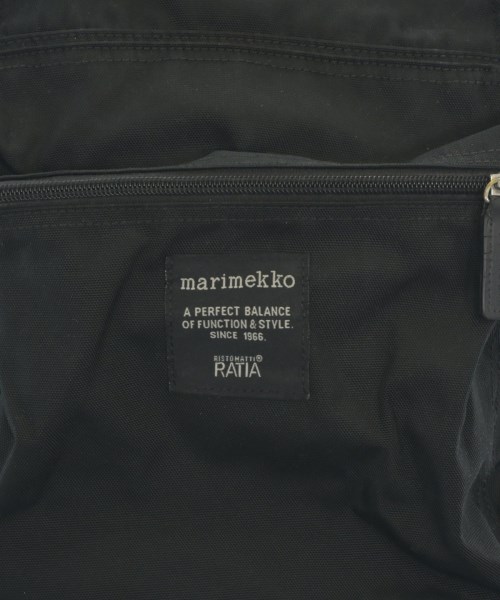 marimekko
A PERFECT BALANCE
OF FUNCTION & STYLE.
SINCE 1966.
RISTOMATTI®
RATIA